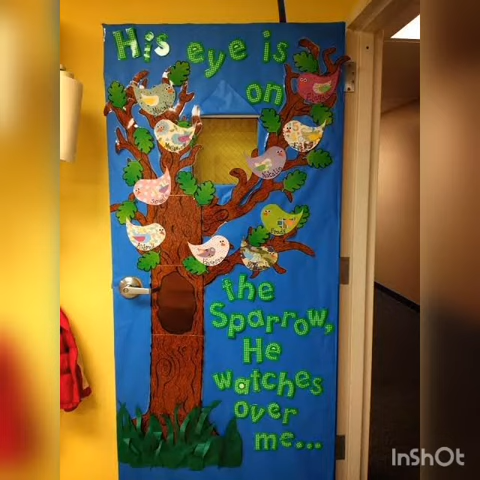 His eye is
on
the
Sparrow,
He
watches
over
me...
InShOt